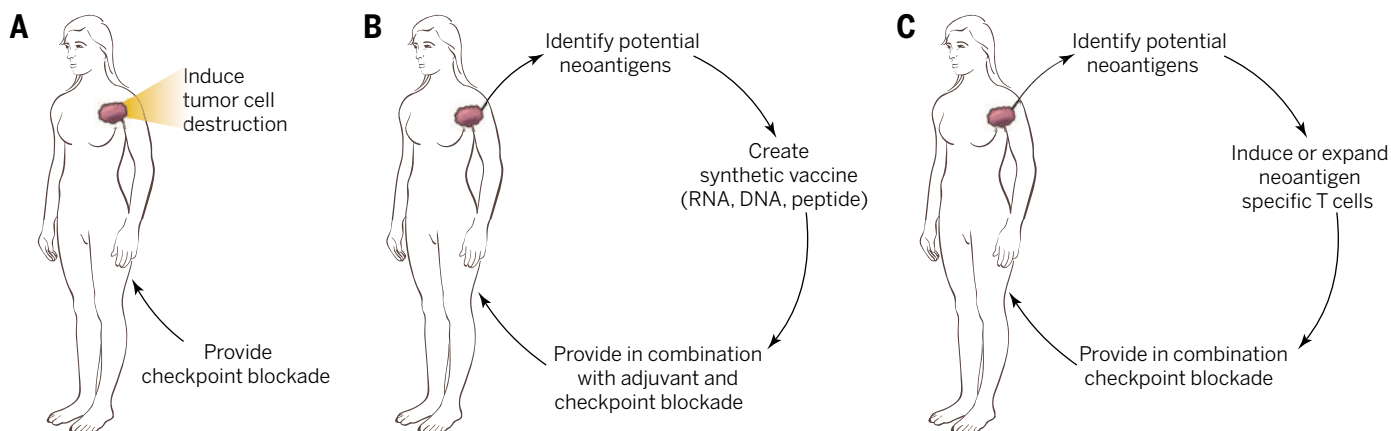 A
Induce
tumor cell
destruction
Provide
checkpoint blockade
B
Identify potential
neoantigens
Create
synthetic vaccine
(RNA, DNA, peptide)
Provide in combination
with adjuvant and
checkpoint blockade
C
Identify potential
neoantigens
Induce or expand
neoantigen
specific T cells
Provide in combination
checkpoint blockade